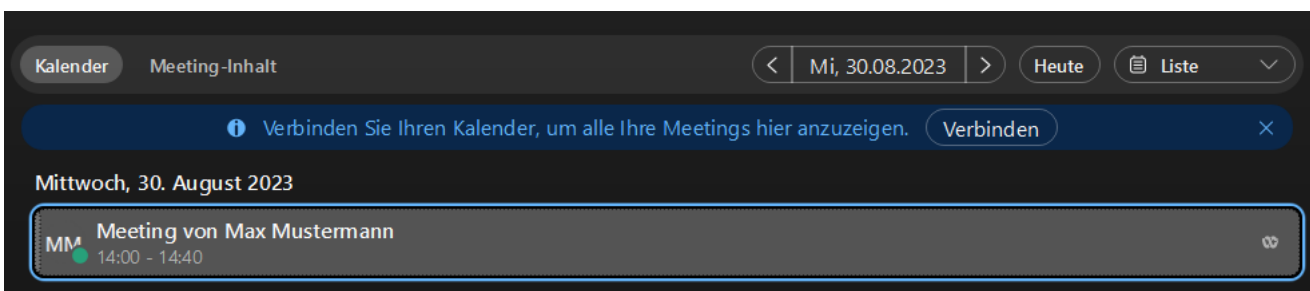 Kalender Meeting-Inhalt Mi, 30.08.2023 Heute Liste
Verbinden Sie Ihren Kalender, um alle Ihre Meetings hier anzuzeigen. Verbinden
Mittwoch, 30. August 2023
MM Meeting von Max Mustermann
14:00 - 14:40